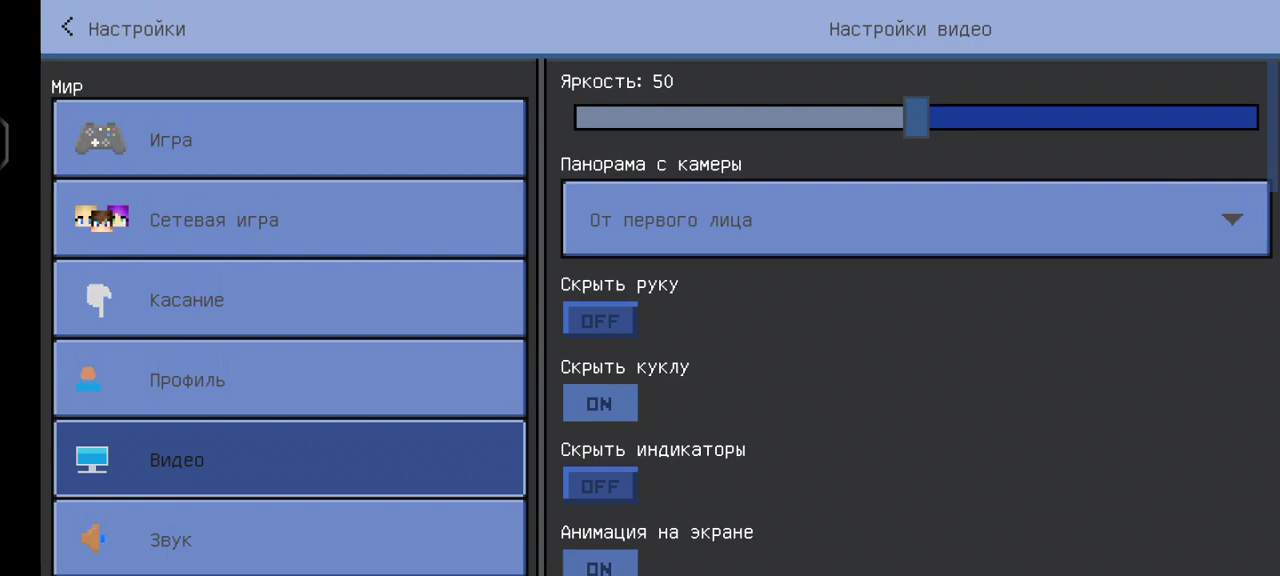 Настройки
Настройки видео
Мир
Игра
Сетевая игра
Касание
Профиль
Видео
Звук
Яркость: 50
Панорама с камеры
От первого лица
Скрыть руку
OFF
Скрыть куклу
ON
Скрыть индикаторы
OFF
Анимация на экране
ON